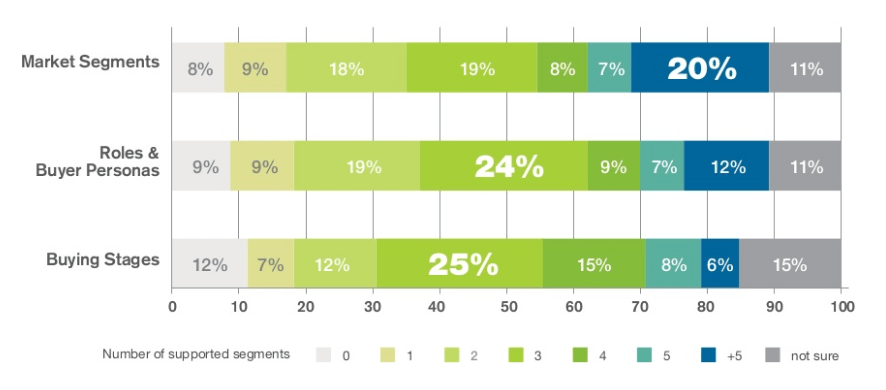 Market Segments
8% 9% 18% 19% 8% 7% 20% 11%
Roles &
Buyer Personas
9% 9% 19% 24% 9% 7% 12% 11%
Buying Stages
12% 7% 12% 25% 15% 8% 6% 15%
0 10 20 30 40 50 60 70 80 90 100
Number of supported segments 0 1 2 3 4 5 +5 not sure